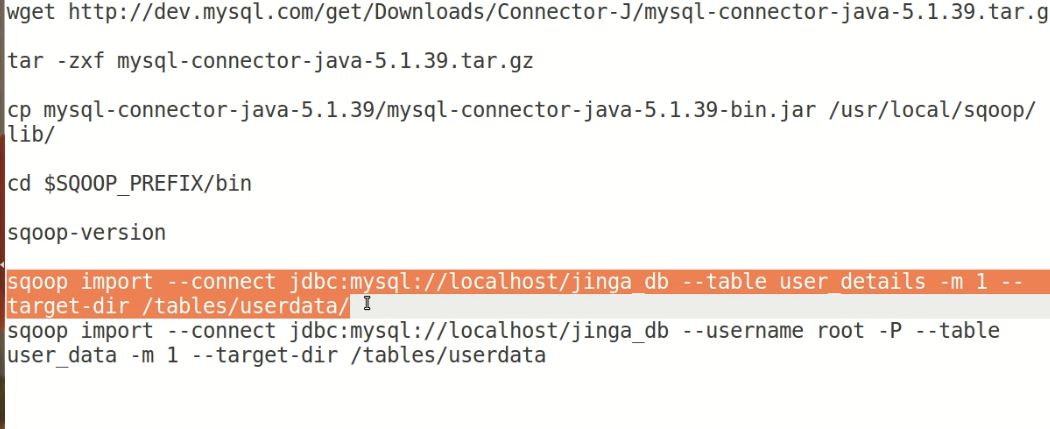 wget http://dev.mysql.com/get/Downloads/Connector-J/mysql-connector-java-5.1.39.tar.g
tar -zxf mysql-connector-java-5.1.39.tar.gz
cp mysql-connector-java-5.1.39/mysql-connector-java-5.1.39-bin.jar /usr/local/sqoop/
lib/
cd $SQOOP_PREFIX/bin
sqoop-version
sqoop import --connect jdbc:mysql://localhost/jinga_db --table user_details -m 1 --
target-dir /tables/userdata/
sqoop import --connect jdbc:mysql://localhost/jinga_db --username root -P --table
user_data -m 1 --target-dir /tables/userdata